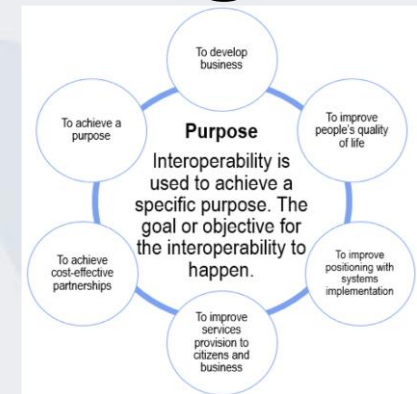 To develop
business
To improve
people's quality
of life
To improve
positioning with
systems
implementation
To improve
services
provision to
citizens and
business
To achieve
cost-effective
partnerships
To achieve a
purpose
Purpose
Interoperability is
used to achieve a
specific purpose. The
goal or objective for
the interoperability to
happen.